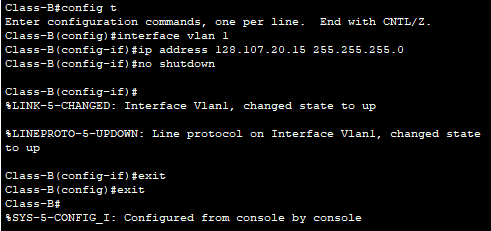 Class-B#config t
Enter configuration commands, one per line.  End with CNTL/Z.
Class-B(config)#interface vlan 1
Class-B(config-if)#ip address 128.107.20.15 255.255.255.0
Class-B(config-if)#no shutdown
Class-B(config-if)#
%LINK-5-CHANGED: Interface Vlan1, changed state to up
%LINEPROTO-5-UPDOWN: Line protocol on Interface Vlan1, changed state
to up
Class-B(config-if)#exit
Class-B(config)#exit
Class-B#
%SYS-5-CONFIG_I: Configured from console by console